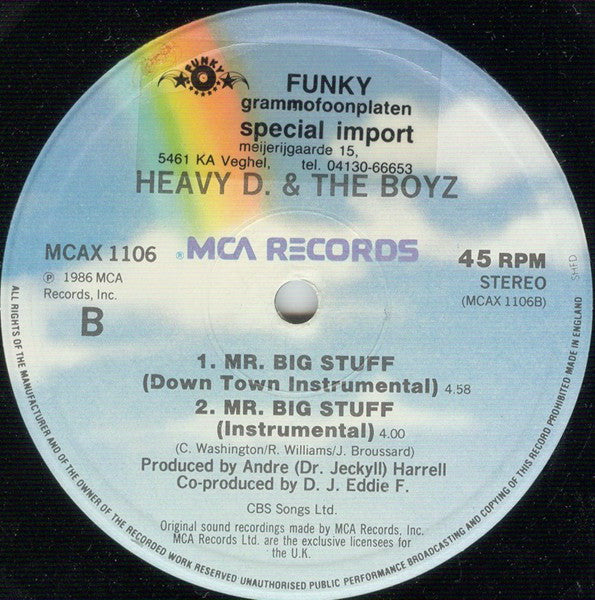 FUNKY
FUNKY
grammofoonplaten
special import
meijerijgaarde 15,
5461 KA Veghel, tel. 04130-66653
HEAVY D. & THE BOYZ
MCAX 1106
® MCA RECORDS
45 RPM
STEREO
(MCAX 1106B)
℗ 1986 MCA
Records, Inc.
B
SHED
1. MR. BIG STUFF
(Down Town Instrumental) 4.58
2. MR. BIG STUFF
(Instrumental) 4.00
(C. Washington/R. Williams/J. Broussard)
Produced by Andre (Dr. Jeckyll) Harrell
Co-produced by D. J. Eddie F.
CBS Songs Ltd.
Original sound recordings made by MCA Records, Inc.
MCA Records Ltd. are the exclusive licensees for
the U.K.
ALL RIGHTS OF THE MANUFACTURER AND OF THE OWNER OF THE RECORDED WORK RESERVED UNAUTHORISED PUBLIC PERFORMANCE BROADCASTING AND COPYING OF THIS RECORD PROHIBITED MADE IN ENGLAND